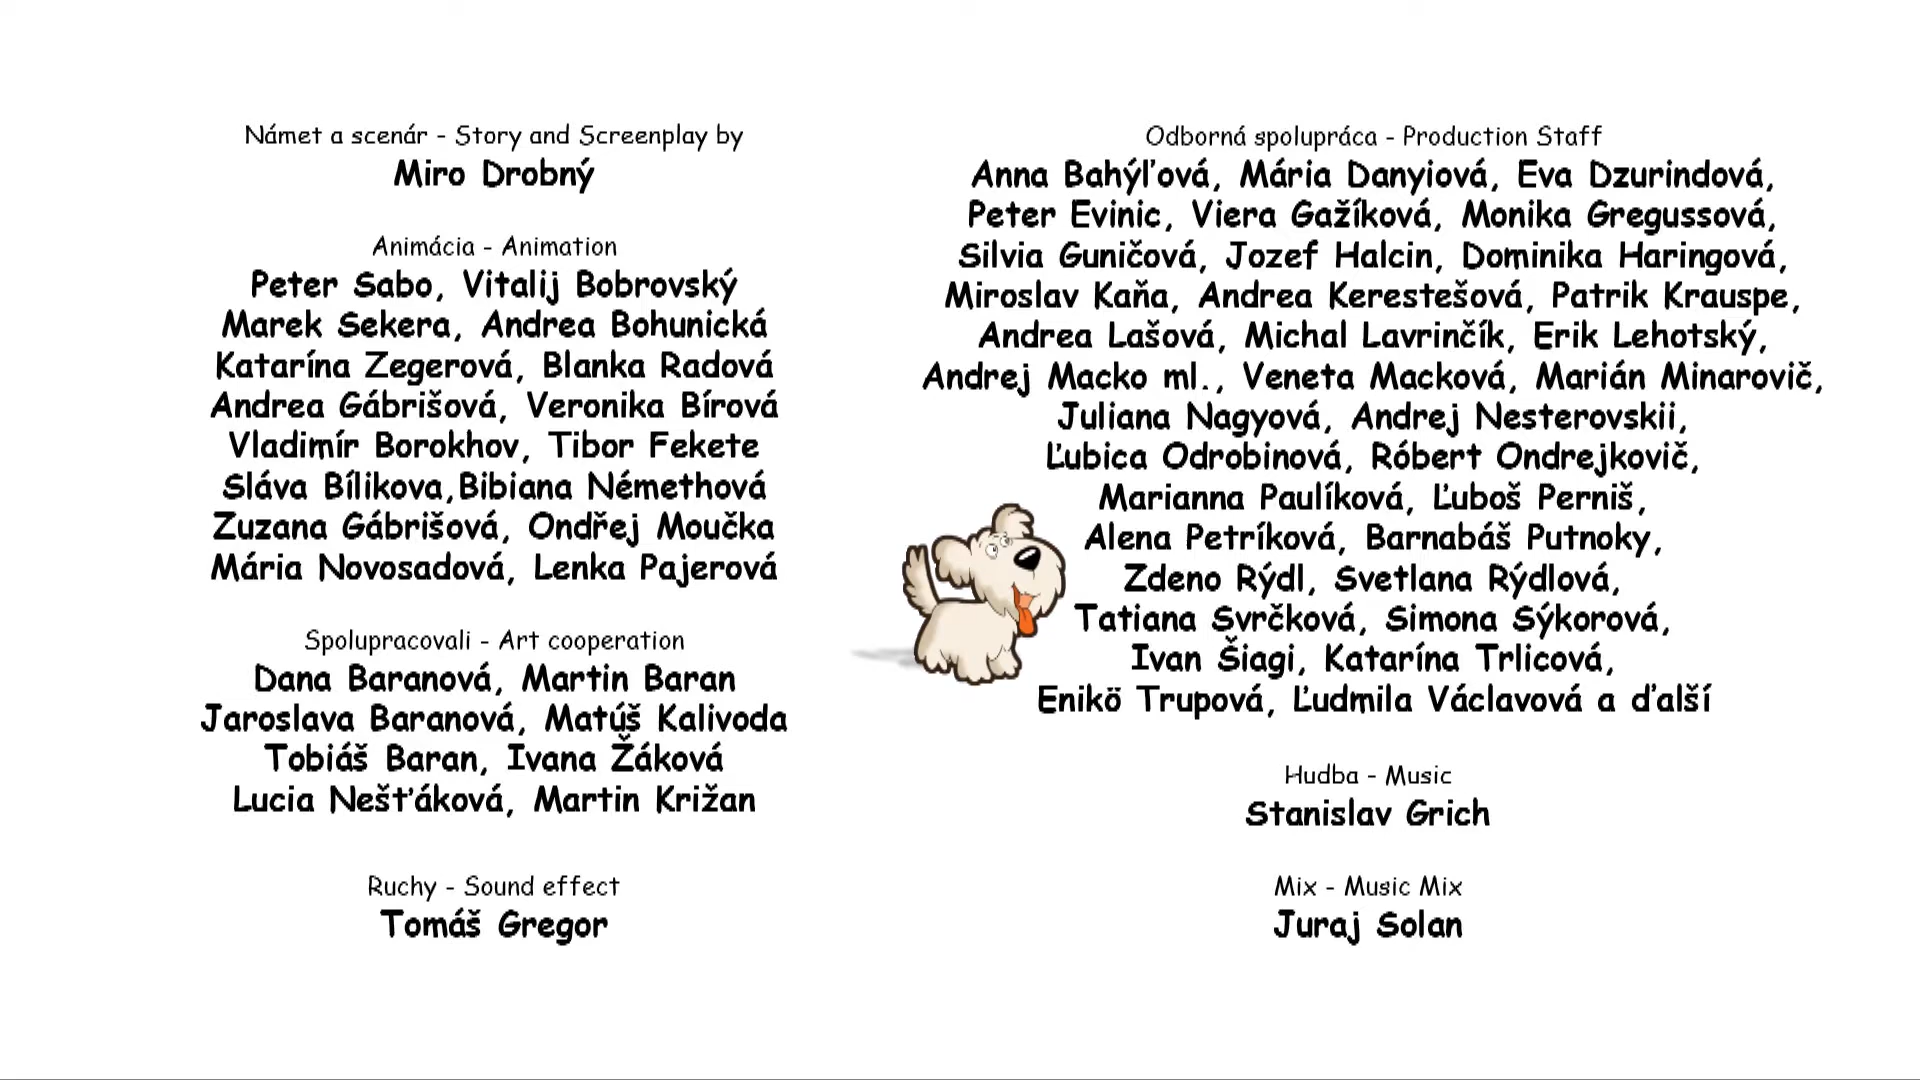 Námet a scenár - Story and Screenplay by
Miro Drobný
Animácia - Animation
Peter Sabo, Vitalij Bobrovský
Marek Sekera, Andrea Bohunická
Katarína Zegerová, Blanka Radová
Andrea Gábrišová, Veronika Bírová
Vladimír Borokhov, Tibor Fekete
Sláva Bílikova,Bibiana Némethová
Zuzana Gábrišová, Ondřej Moučka
Mária Novosadová, Lenka Pajerová
Spolupracovali - Art cooperation
Dana Baranová, Martin Baran
Jaroslava Baranová, Matúš Kalivoda
Tobiáš Baran, Ivana Žáková
Lucia Nešťáková, Martin Križan
Ruchy - Sound effect
Tomáš Gregor
Odborná spolupráca - Production Staff
Anna Bahýľová, Mária Danyiová, Eva Dzurindová,
Peter Evinic, Viera Gažíková, Monika Gregussová,
Silvia Guničová, Jozef Halcin, Dominika Haringová,
Miroslav Kaňa, Andrea Kerestešová, Patrik Krauspe,
Andrea Lašová, Michal Lavrinčík, Erik Lehotský,
Andrej Macko ml., Veneta Macková, Marián Minarovič,
Juliana Nagyová, Andrej Nesterovskii,
Ľubica Odrobinová, Róbert Ondrejkovič,
Marianna Paulíková, Ľuboš Perniš,
Alena Petríková, Barnabáš Putnoky,
Zdeno Rýdl, Svetlana Rýdlová,
Tatiana Svrčková, Simona Sýkorová,
Ivan Šiagi, Katarína Trlicová,
Enikö Trupová, Ľudmila Václavová a ďalší
Hudba - Music
Stanislav Grich
Mix - Music Mix
Juraj Solan